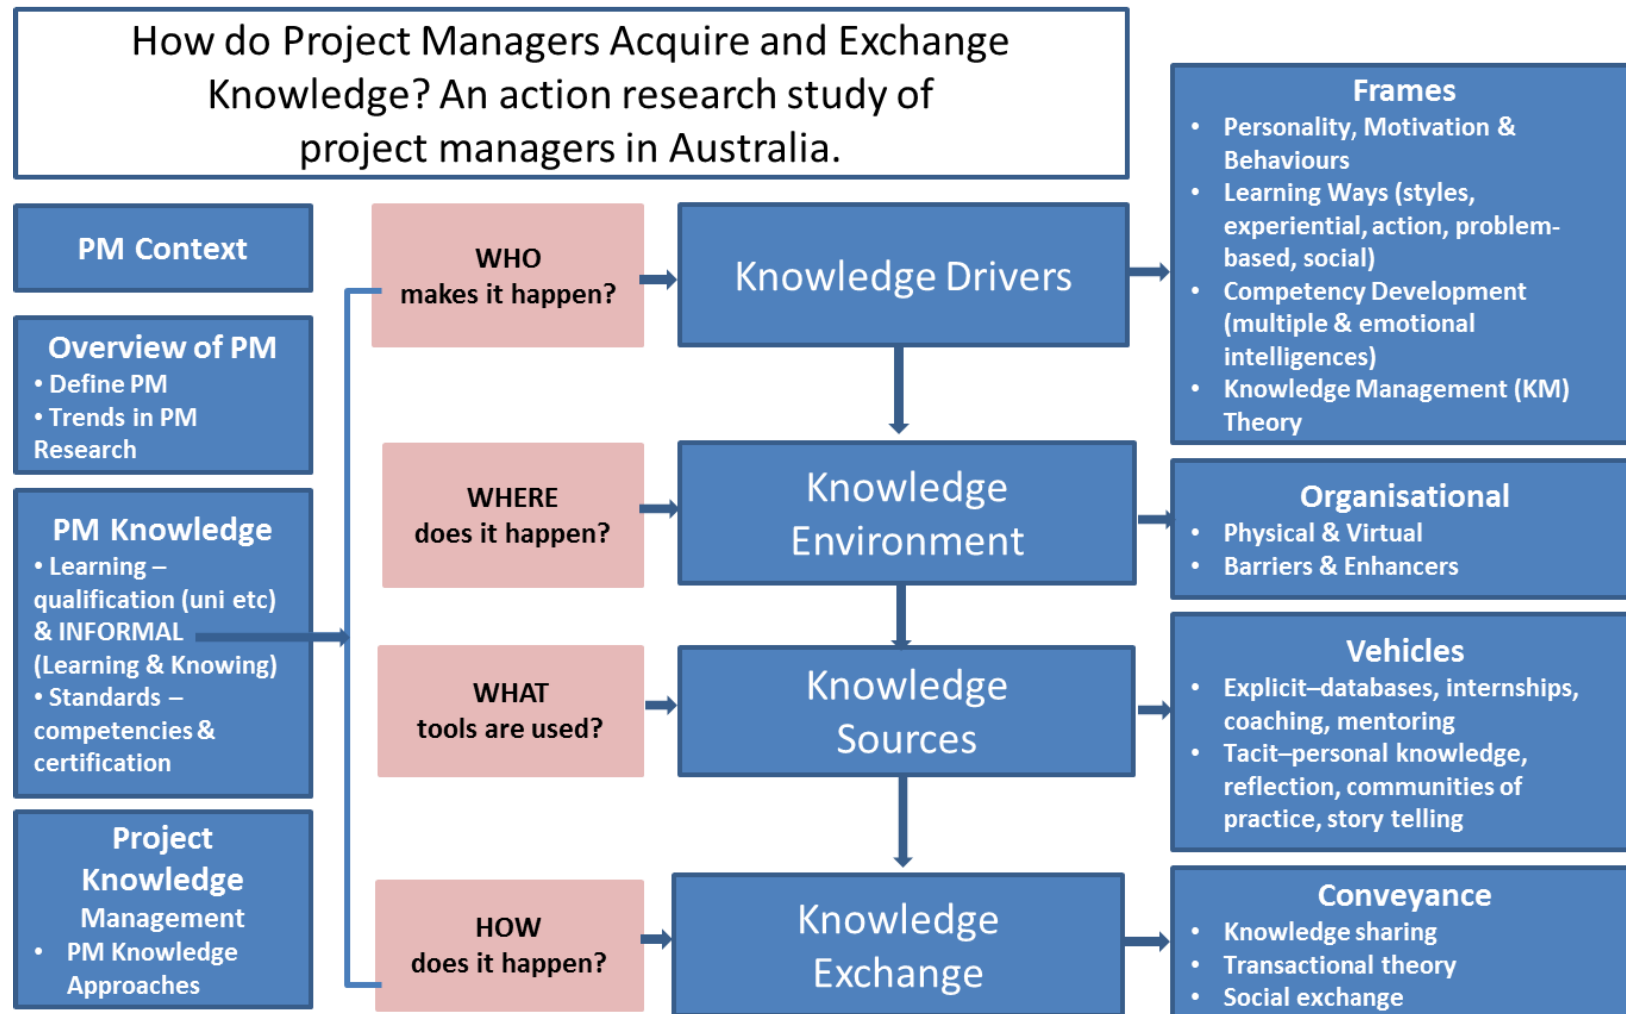 How do Project Managers Acquire and Exchange
Knowledge? An action research study of
project managers in Australia.
PM Context
Overview of PM
• Define PM
• Trends in PM
Research
PM Knowledge
• Learning –
qualification (uni etc)
& INFORMAL
(Learning & Knowing)
• Standards –
competencies &
certification
Project
Knowledge
Management
• PM Knowledge
Approaches
WHO
makes it happen?
Knowledge Drivers
Frames
• Personality, Motivation &
Behaviours
• Learning Ways (styles,
experiential, action, problem-
based, social)
• Competency Development
(multiple & emotional
intelligences)
• Knowledge Management (KM)
Theory
WHERE
does it happen?
Knowledge
Environment
Organisational
• Physical & Virtual
• Barriers & Enhancers
WHAT
tools are used?
Knowledge
Sources
Vehicles
• Explicit–databases, internships,
coaching, mentoring
• Tacit–personal knowledge,
reflection, communities of
practice, story telling
HOW
does it happen?
Knowledge
Exchange
Conveyance
• Knowledge sharing
• Transactional theory
• Social exchange